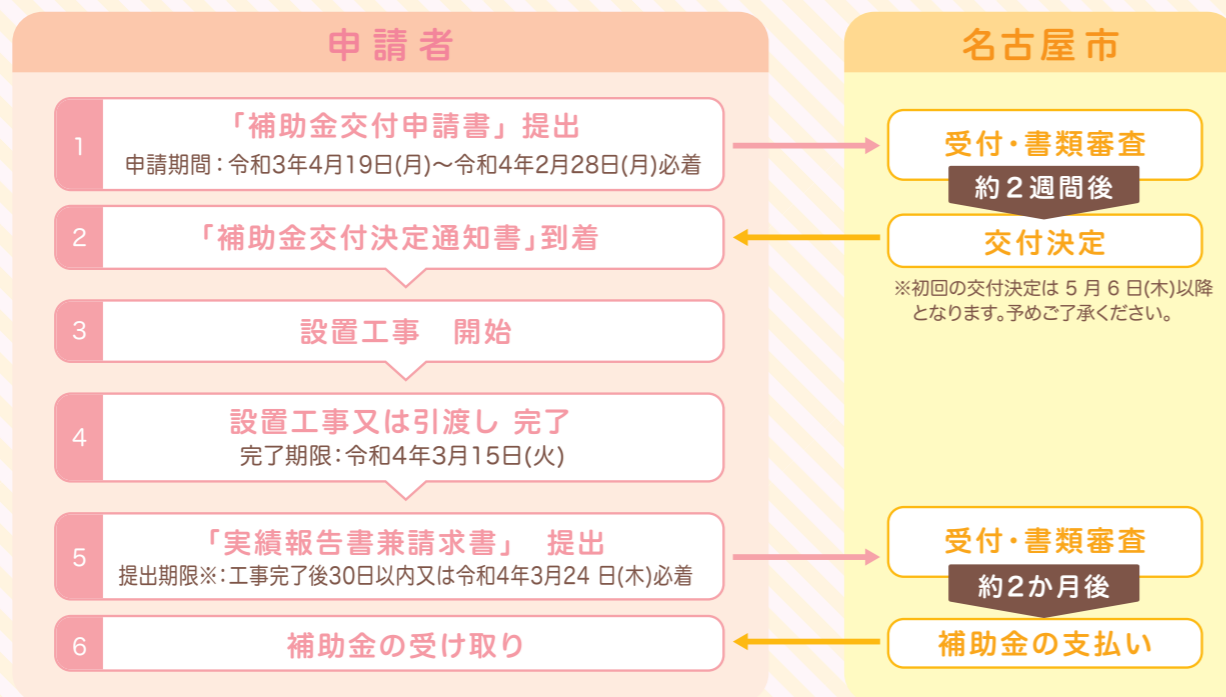 申請者
1
「補助金交付申請書」提出
申請期間：令和3年4月19日(月)～令和4年2月28日(月)必着
2
「補助金交付決定通知書」到着
3
設置工事　開始
4
設置工事又は引渡し 完了
完了期限：令和4年3月15日(火)
5
「実績報告書兼請求書」　提出
提出期限※：工事完了後30日以内又は令和4年3月24 日(木)必着
6
補助金の受け取り
名古屋市
受付・書類審査
約２週間後
交付決定
※初回の交付決定は 5 月 6 日(木)以降
となります。予めご了承ください。
受付・書類審査
約2か月後
補助金の支払い